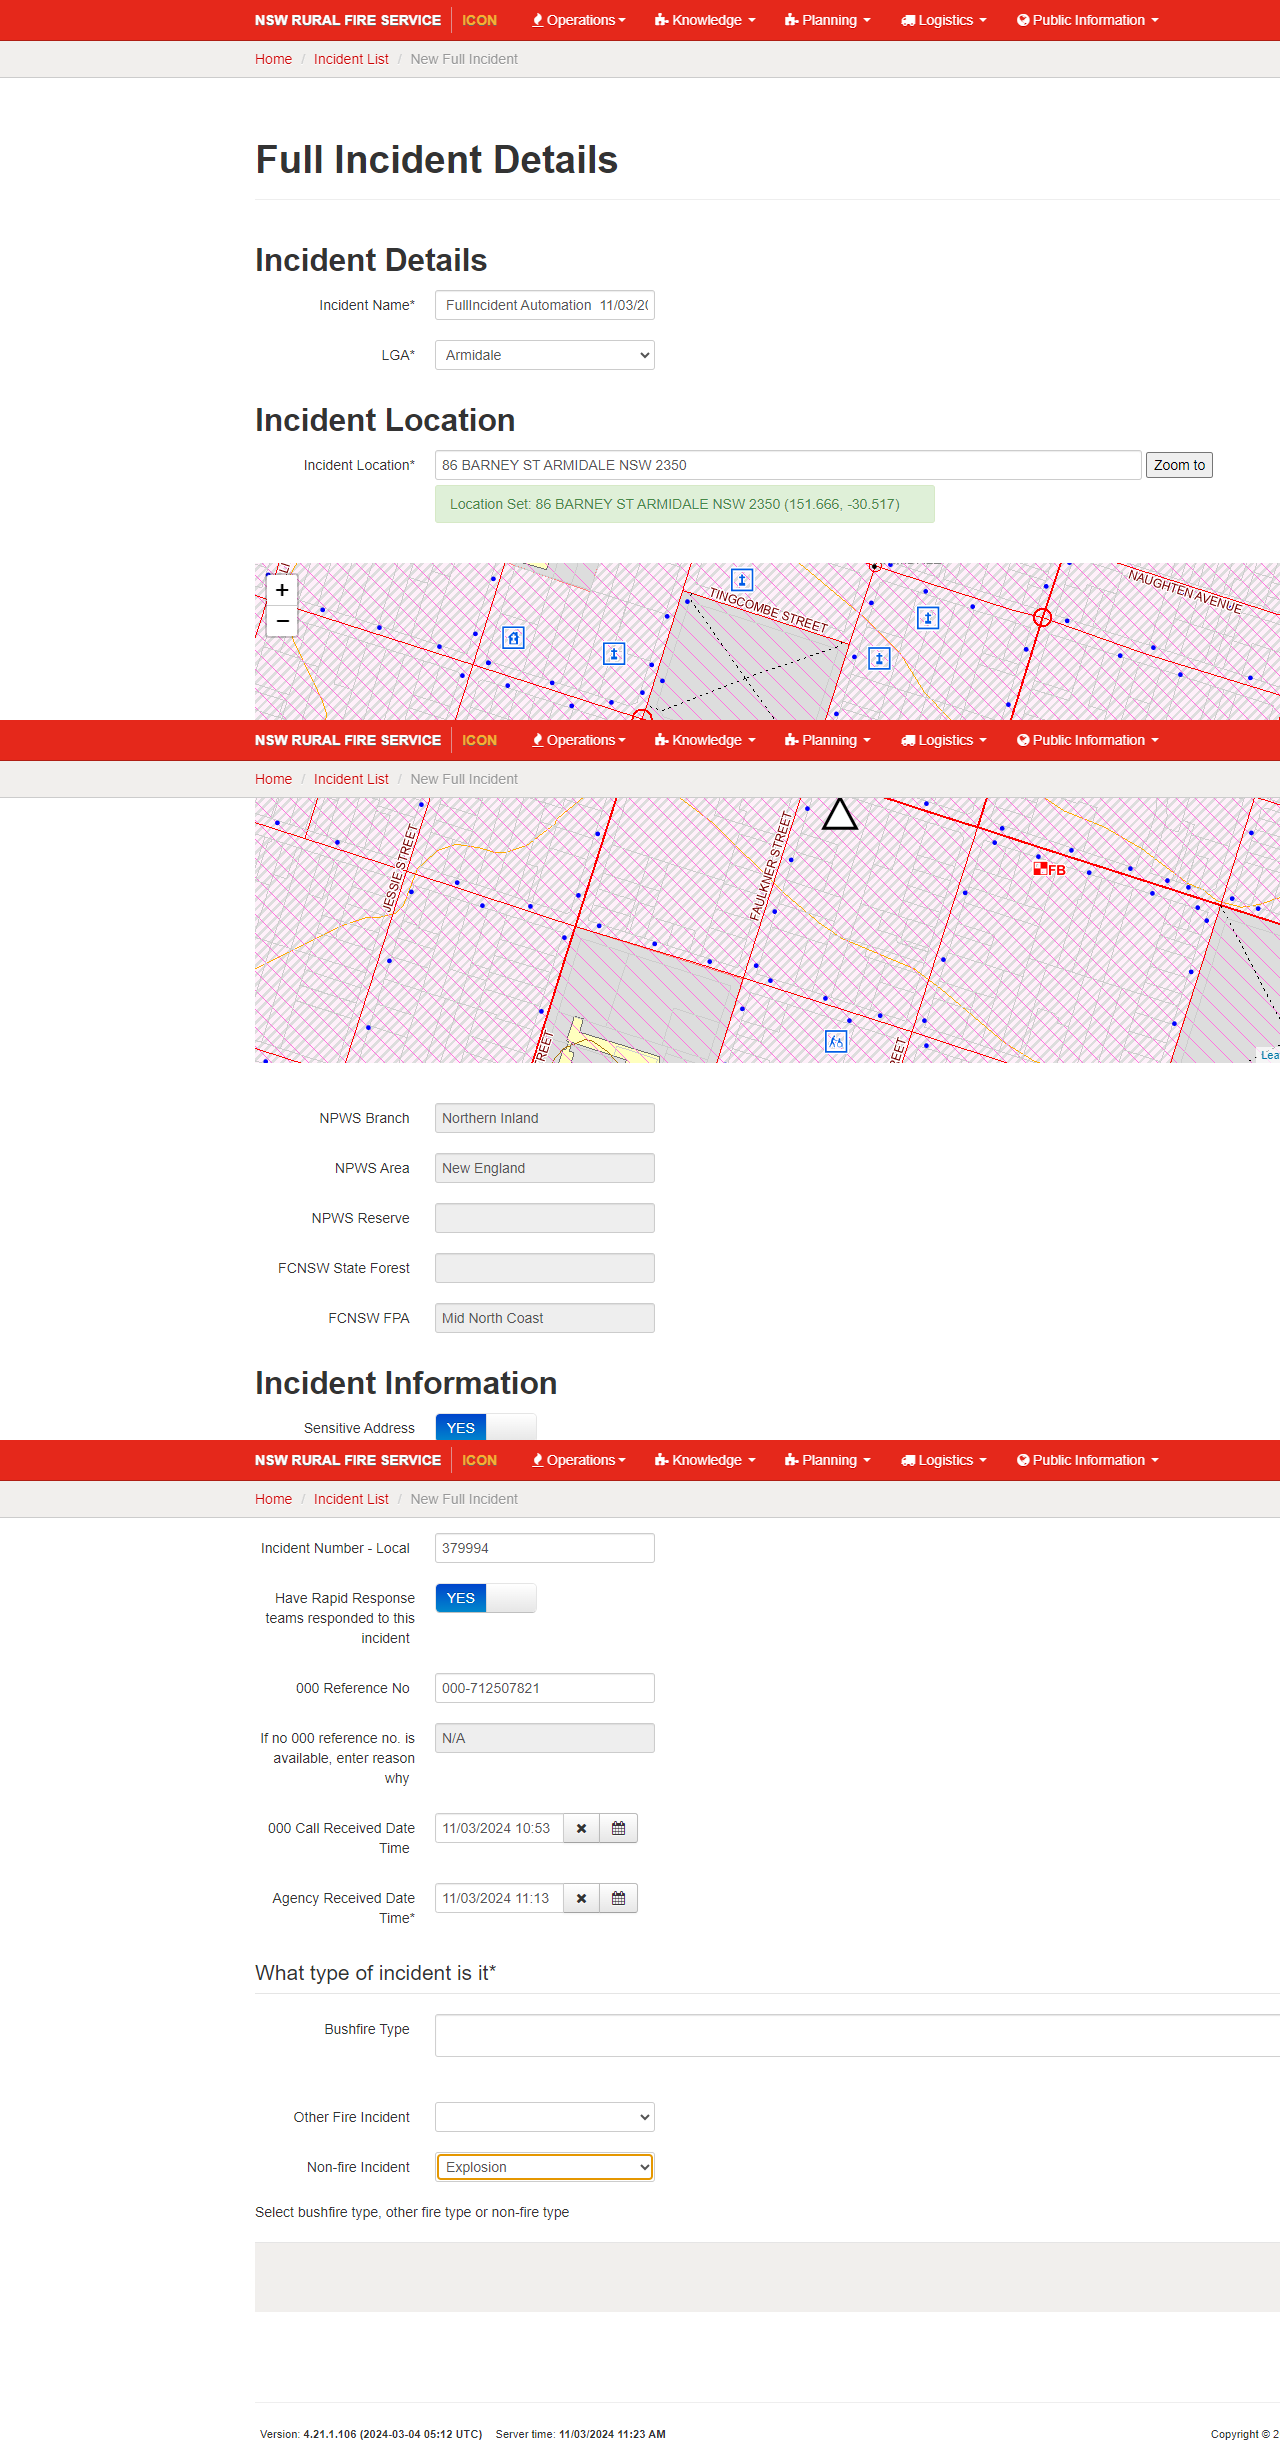 NSW RURAL FIRE SERVICE ICON Operations Knowledge Planning Logistics Public Information
Home / Incident List / New Full Incident
Full Incident Details
Incident Details
Incident Name* FullIncident Automation 11/03/20
LGA* Armidale
Incident Location
Incident Location* 86 BARNEY ST ARMIDALE NSW 2350 Zoom to
Location Set: 86 BARNEY ST ARMIDALE NSW 2350 (151.666, -30.517)
+
−
TINGCOMBE STREET
NAUGHTEN AVENUE
NSW RURAL FIRE SERVICE ICON Operations Knowledge Planning Logistics Public Information
Home / Incident List / New Full Incident
JESSIE STREET
FAULKNER STREET
FB
REET
REET
Lea
NPWS Branch Northern Inland
NPWS Area New England
NPWS Reserve
FCNSW State Forest
FCNSW FPA Mid North Coast
Incident Information
Sensitive Address YES
NSW RURAL FIRE SERVICE ICON Operations Knowledge Planning Logistics Public Information
Home / Incident List / New Full Incident
Incident Number - Local 379994
Have Rapid Response YES
teams responded to this
incident
000 Reference No 000-712507821
If no 000 reference no. is N/A
available, enter reason
why
000 Call Received Date 11/03/2024 10:53
Time
Agency Received Date 11/03/2024 11:13
Time*
What type of incident is it*
Bushfire Type
Other Fire Incident
Non-fire Incident Explosion
Select bushfire type, other fire type or non-fire type
Version: 4.21.1.106 (2024-03-04 05:12 UTC) Server time: 11/03/2024 11:23 AM Copyright © 2